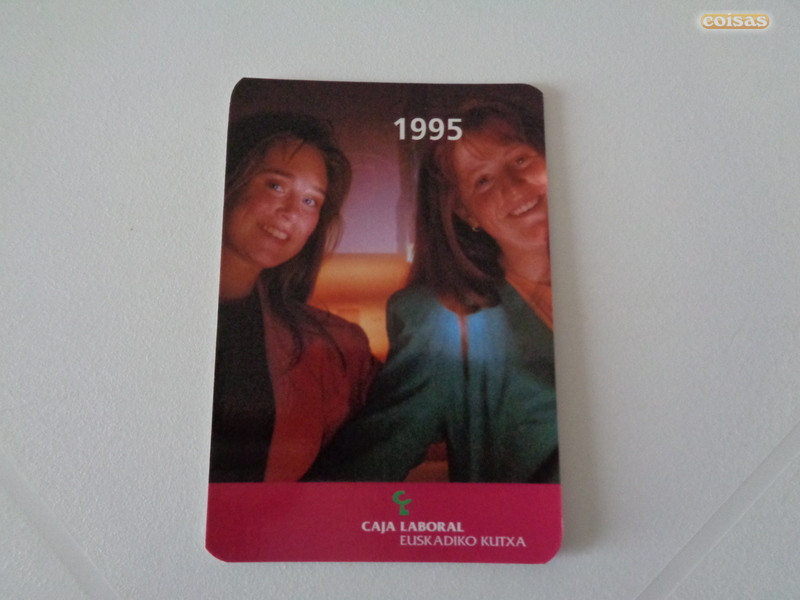 coisas
1995
CAJA LABORAL
EUSKADIKO KUTXA